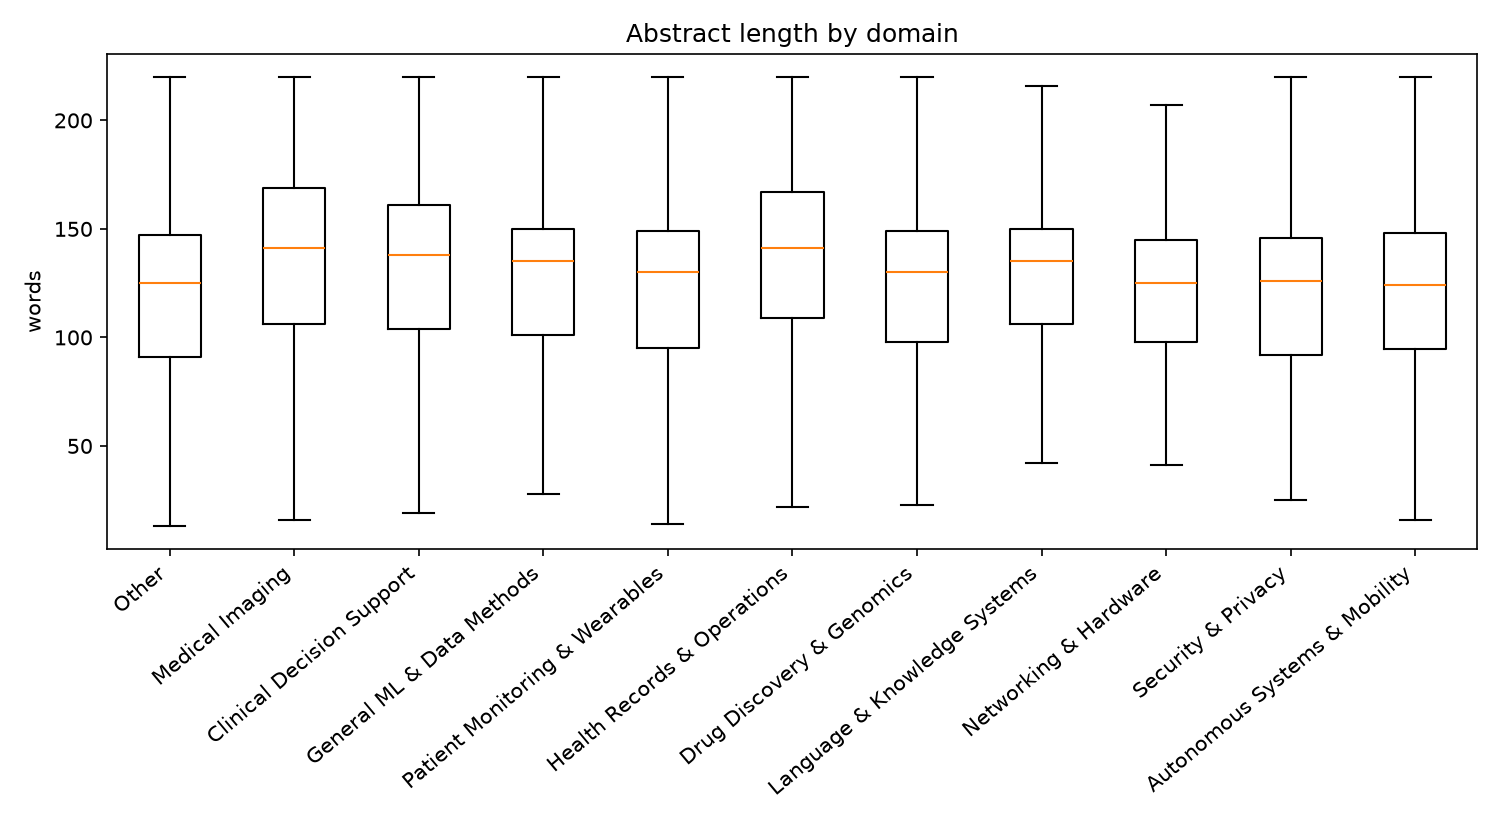 Abstract length by domain
words
200
150
100
50
Other
Medical Imaging
Clinical Decision Support
General ML & Data Methods
Patient Monitoring & Wearables
Health Records & Operations
Drug Discovery & Genomics
Language & Knowledge Systems
Networking & Hardware
Security & Privacy
Autonomous Systems & Mobility